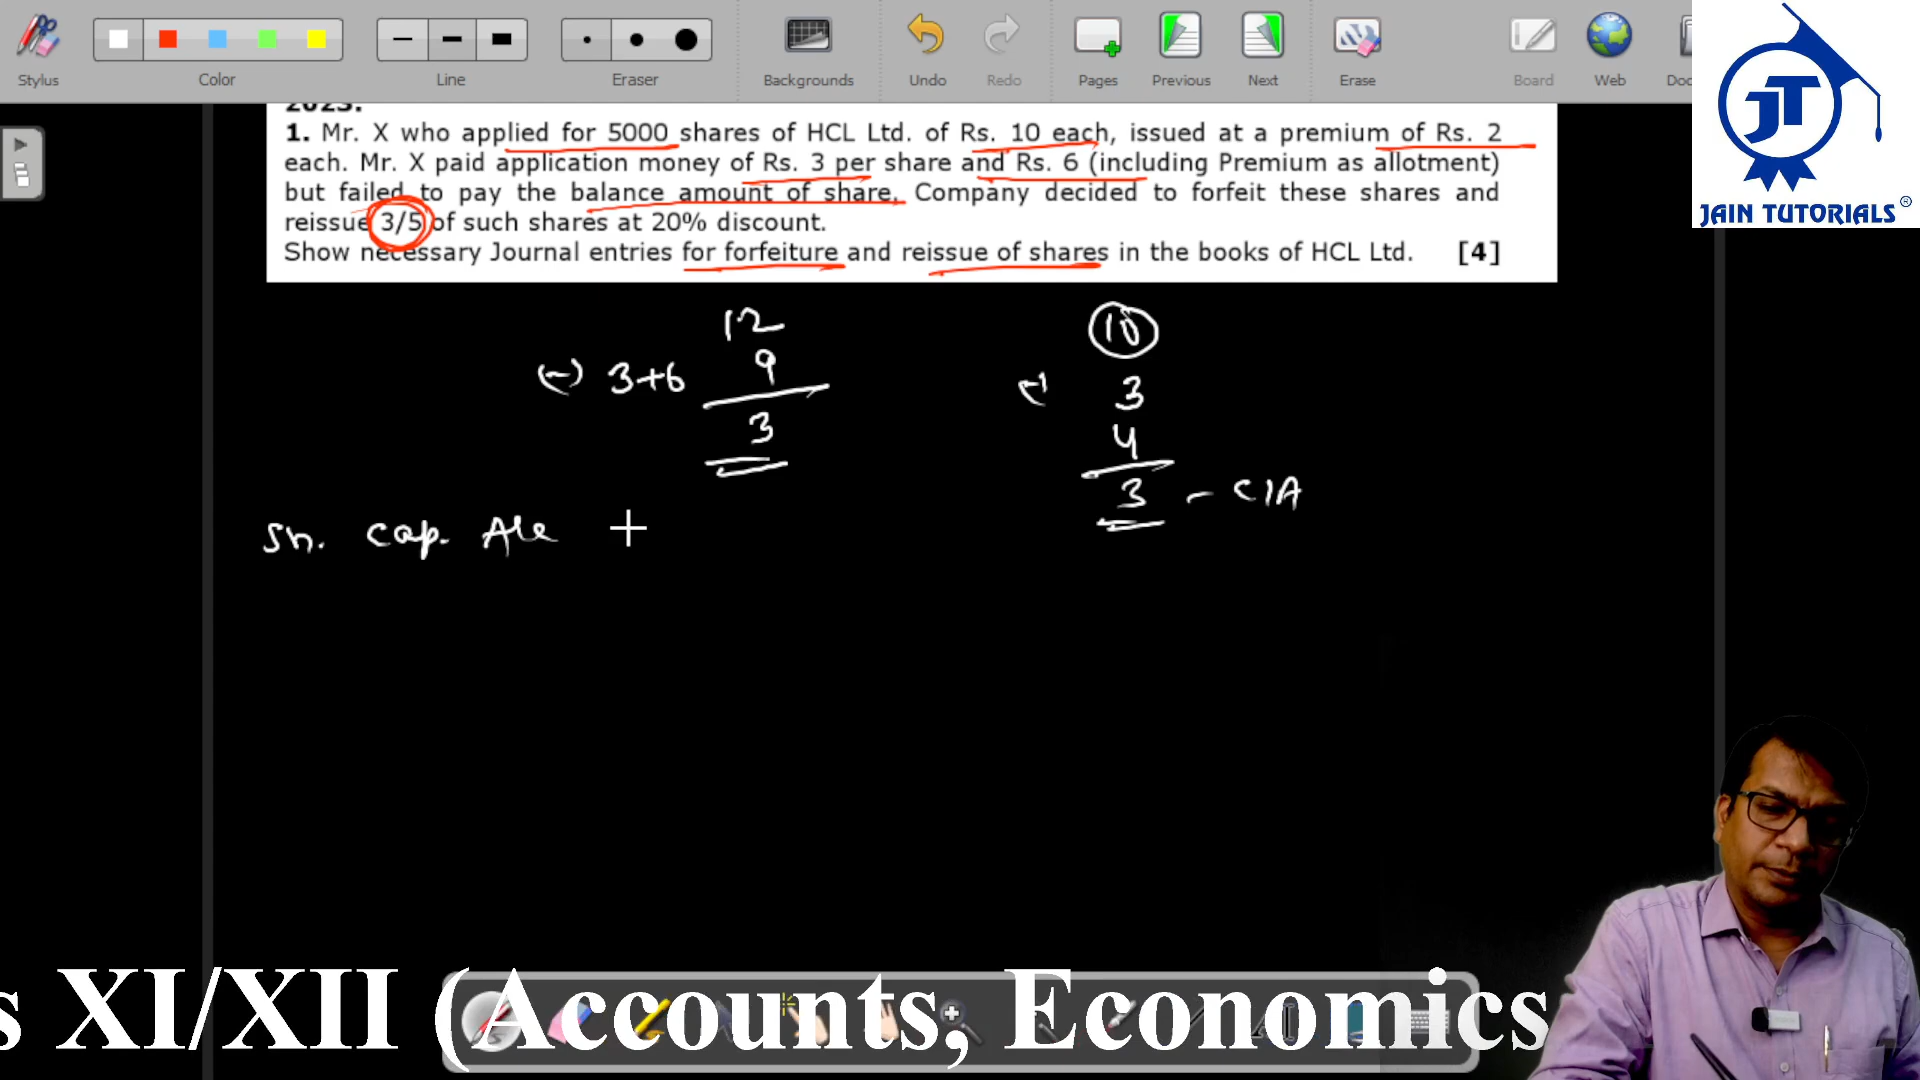 Stylus
Color
Line
Eraser
Backgrounds
Undo
Redo
Pages
Previous
Next
Erase
Board
Web
JT
JAIN TUTORIALS®
2023.
1. Mr. X who applied for 5000 shares of HCL Ltd. of Rs. 10 each, issued at a premium of Rs. 2
each. Mr. X paid application money of Rs. 3 per share and Rs. 6 (including Premium as allotment)
but failed to pay the balance amount of share. Company decided to forfeit these shares and
reissue 3/5 of such shares at 20% discount.
Show necessary Journal entries for forfeiture and reissue of shares in the books of HCL Ltd. [4]
12
(-) 3+6 9
3
10
(-) 3
4
3 - CIA
Sh. Cap. A/c
s XI/XII (Accounts, Economics